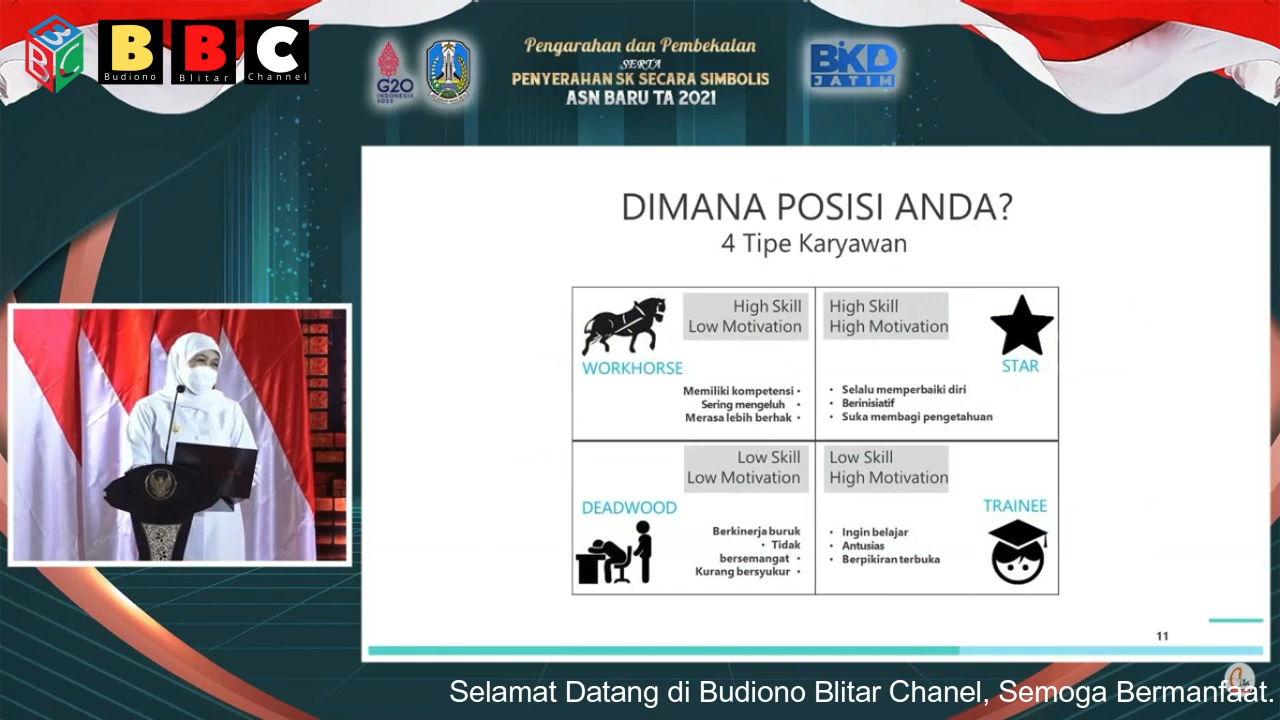 BBC
Budiono Blitar Channel
G20
INDONESIA
2022
Pengarahan dan Pembekalan
SERTA
PENYERAHAN SK SECARA SIMBOLIS
ASN BARU TA 2021
BKD
JATIM
DIMANA POSISI ANDA?
4 Tipe Karyawan
High Skill
Low Motivation
WORKHORSE
Memiliki kompetensi •
Sering mengeluh •
Merasa lebih berhak •
High Skill
High Motivation
STAR
• Selalu memperbaiki diri
• Berinisiatif
• Suka membagi pengetahuan
Low Skill
Low Motivation
DEADWOOD
Berkinerja buruk
• Tidak
bersemangat •
Kurang bersyukur •
Low Skill
High Motivation
TRAINEE
• Ingin belajar
• Antusias
• Berpikiran terbuka
11
Selamat Datang di Budiono Blitar Chanel, Semoga Bermanfaat.